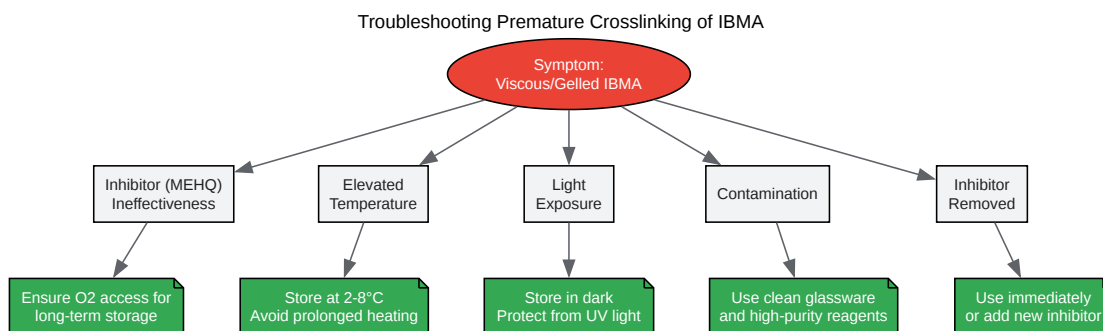 Troubleshooting Premature Crosslinking of IBMA
Symptom:
Viscous/Gelled IBMA
Inhibitor (MEHQ)
Ineffectiveness
Elevated
Temperature
Light
Exposure
Contamination
Inhibitor
Removed
Ensure O2 access for
long-term storage
Store at 2-8°C
Avoid prolonged heating
Store in dark
Protect from UV light
Use clean glassware
and high-purity reagents
Use immediately
or add new inhibitor